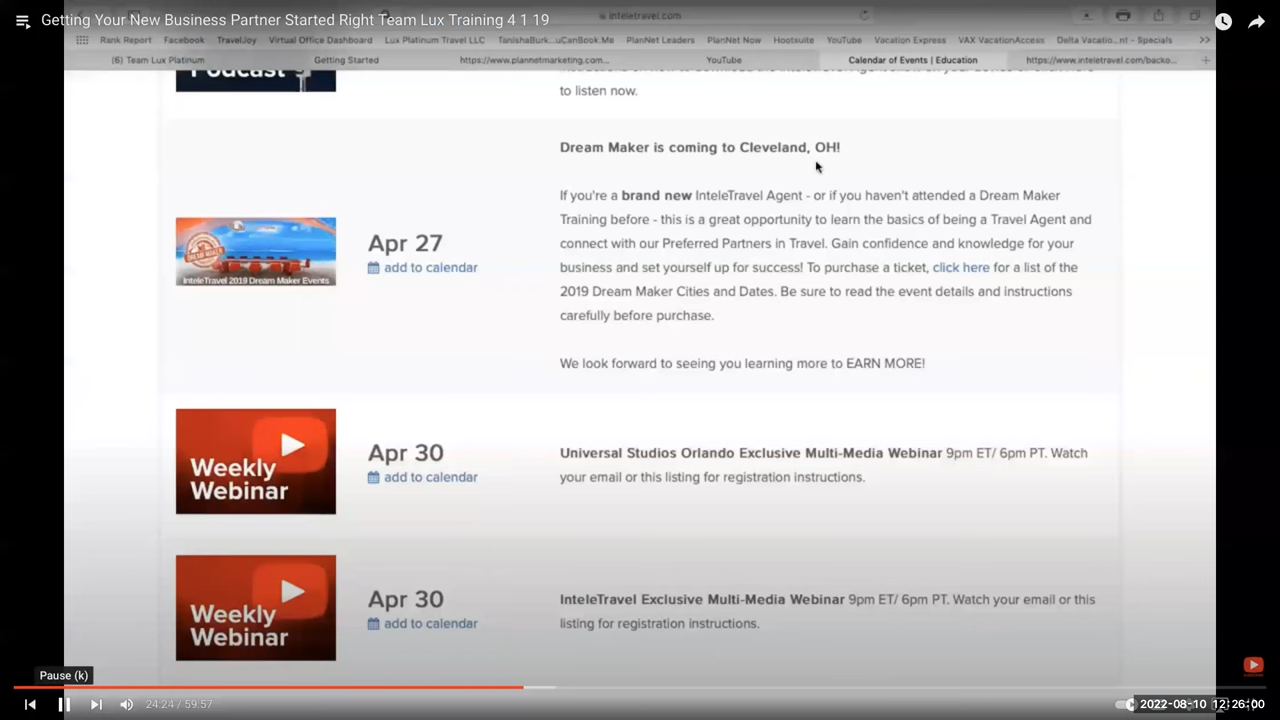 Getting Your New Business Partner Started Right Team Lux Training 4 1 19
inteletravel.com
Rank Report Facebook TravelJoy Virtual Office Dashboard Lux Platinum Travel LLC TanishaBurk...uCanBook.Me PlanNet Leaders PlanNet Now Hootsuite YouTube Vacation Express VAX VacationAccess Delta Vacatio...nt - Specials >>
(6) Team Lux Platinum Getting Started https://www.plannetmarketing.com... YouTube Calendar of Events | Education https://www.inteletravel.com/backo... +
Podcast
to listen now.
Dream Maker is coming to Cleveland, OH!
If you're a brand new InteleTravel Agent - or if you haven't attended a Dream Maker
Training before - this is a great opportunity to learn the basics of being a Travel Agent and
connect with our Preferred Partners in Travel. Gain confidence and knowledge for your
business and set yourself up for success! To purchase a ticket, click here for a list of the
2019 Dream Maker Cities and Dates. Be sure to read the event details and instructions
carefully before purchase.
We look forward to seeing you learning more to EARN MORE!
Apr 27
add to calendar
DREAM MAKER
InteleTravel 2019 Dream Maker Events
Weekly
Webinar
Apr 30
add to calendar
Universal Studios Orlando Exclusive Multi-Media Webinar 9pm ET/ 6pm PT. Watch
your email or this listing for registration instructions.
Weekly
Webinar
Apr 30
add to calendar
InteleTravel Exclusive Multi-Media Webinar 9pm ET/ 6pm PT. Watch your email or this
listing for registration instructions.
Pause (k)
24:24 / 59:57
SUBSCRIBE
2022-08-10 12:26:00